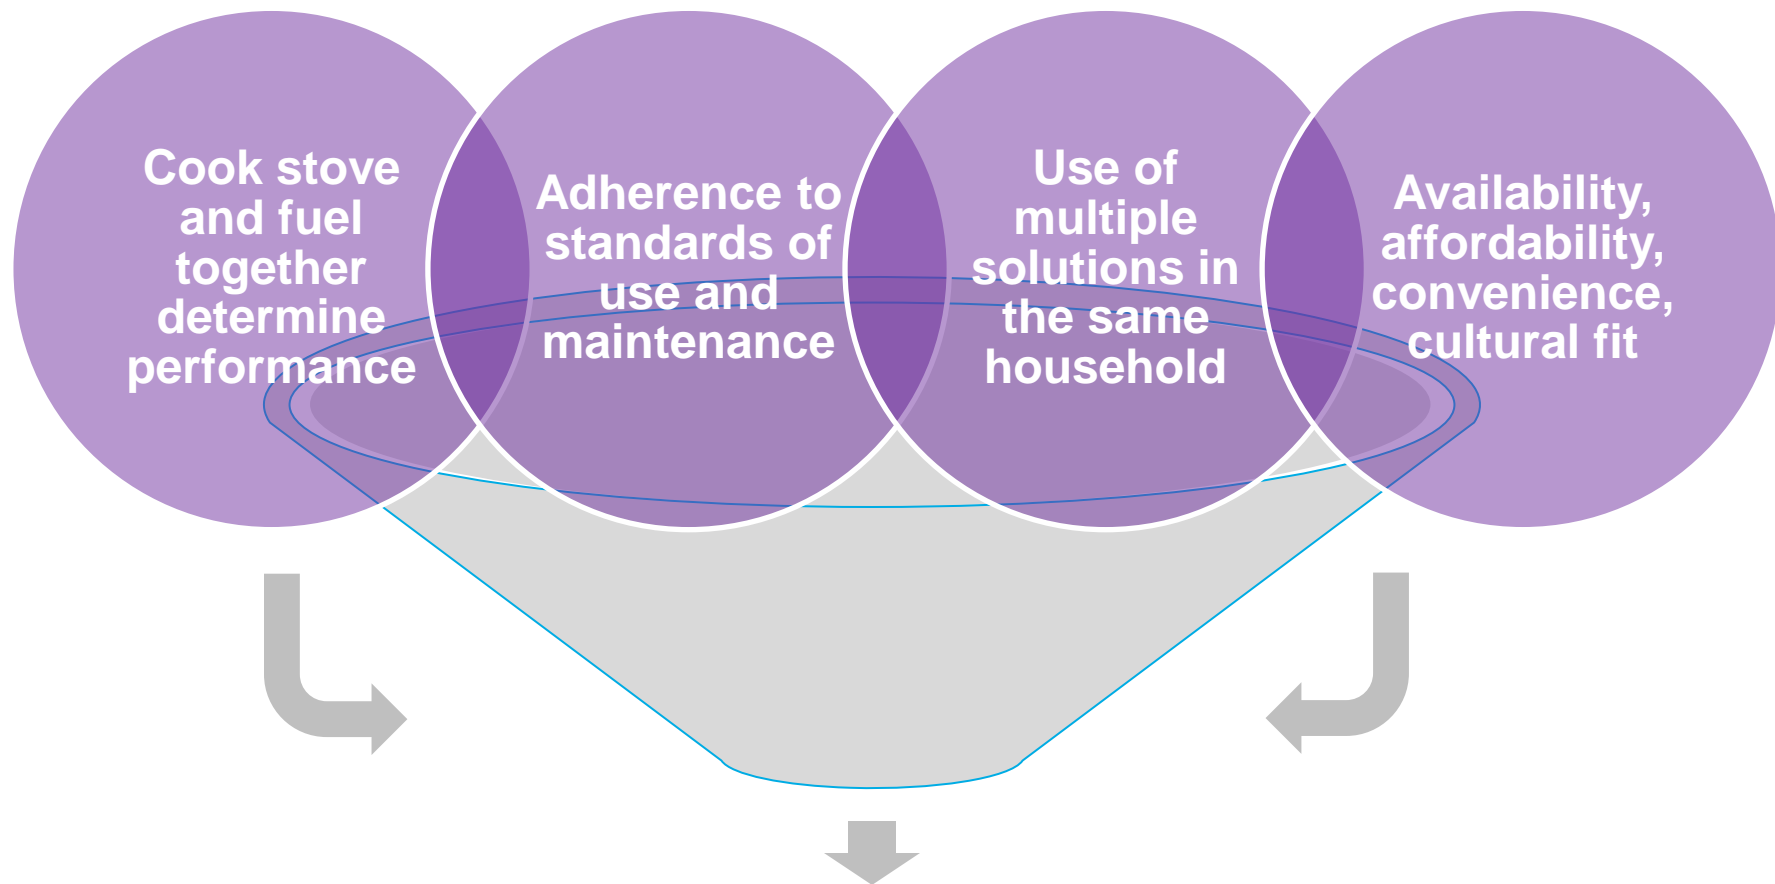 Cook stove
and fuel
together
determine
performance
Adherence to
standards of
use and
maintenance
Use of
multiple
solutions in
the same
household
Availability,
affordability,
convenience,
cultural fit